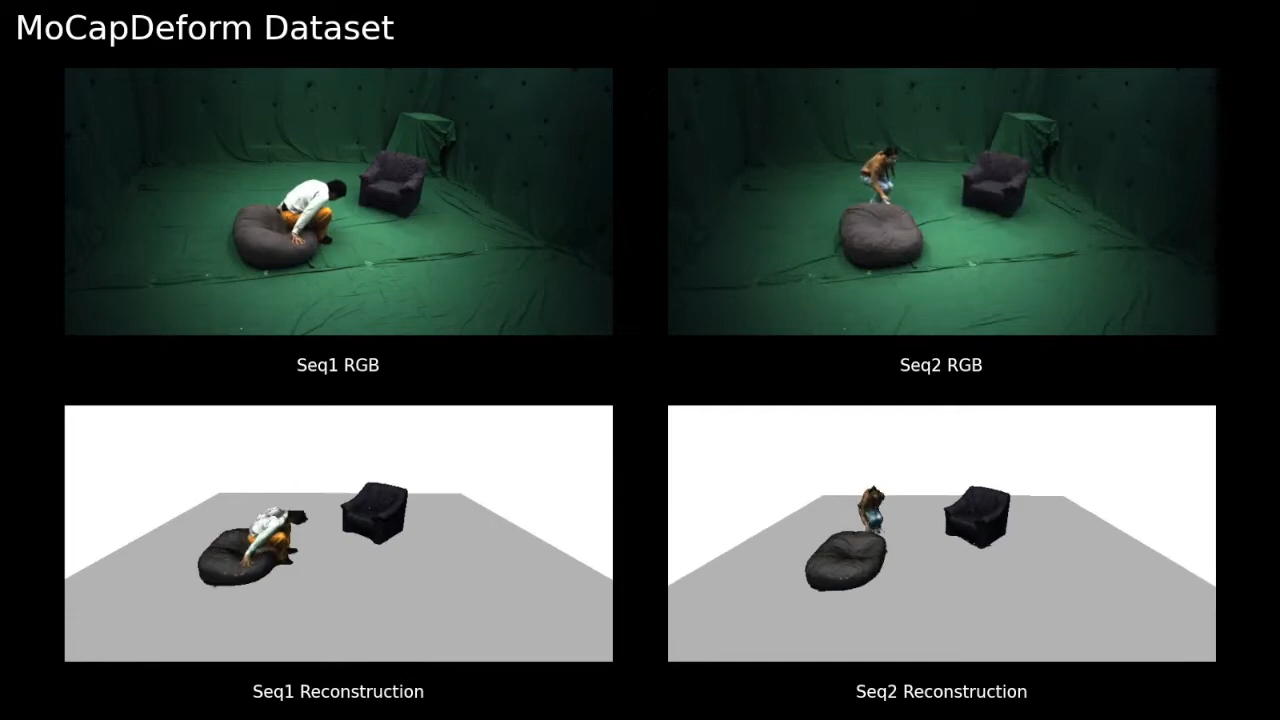 MoCapDeform Dataset
Seq1 RGB
Seq2 RGB
Seq1 Reconstruction
Seq2 Reconstruction